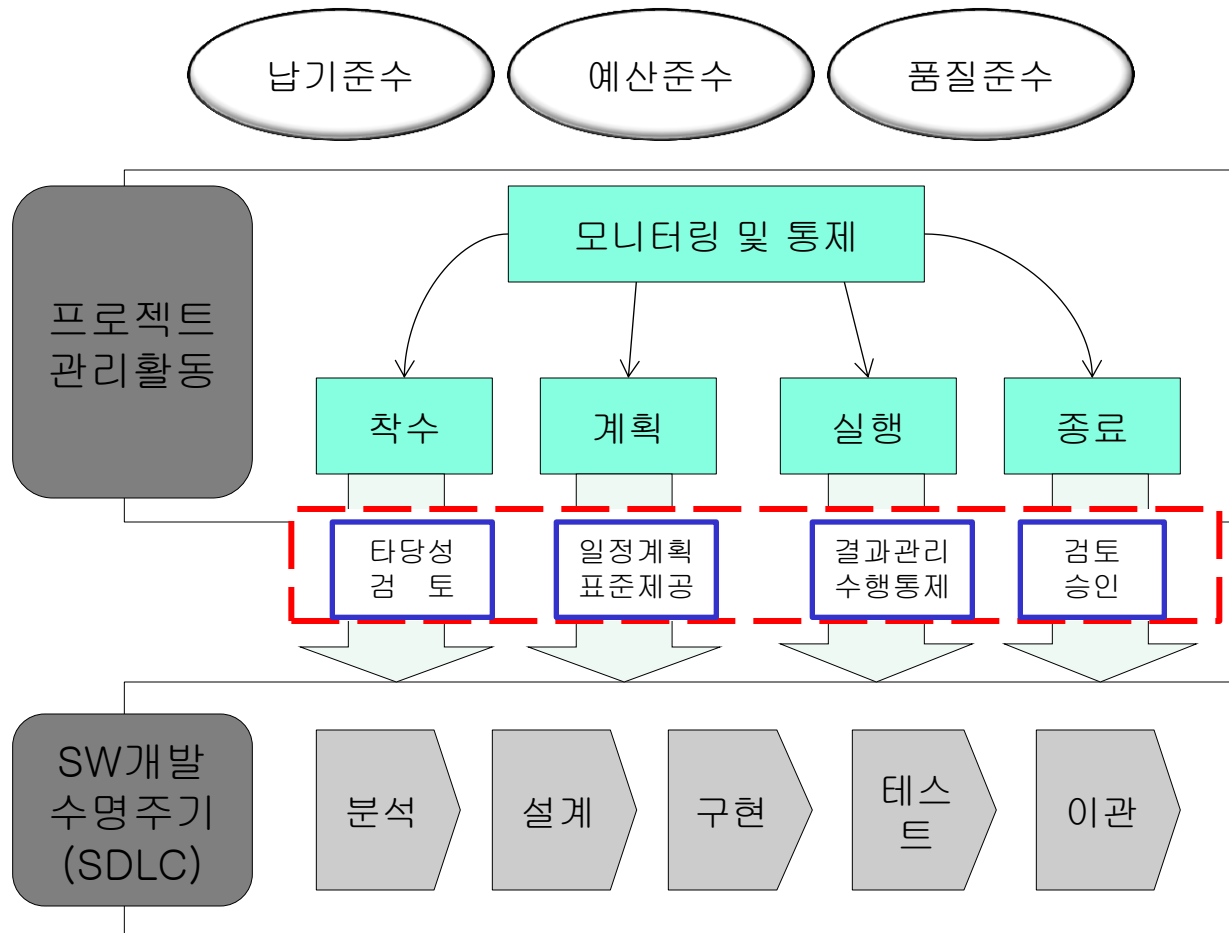 납기준수
예산준수
품질준수
프로젝트
관리활동
모니터링 및 통제
착수
계획
실행
종료
타당성
검 토
일정계획
표준제공
결과관리
수행통제
검토
승인
SW개발
수명주기
(SDLC)
분석
설계
구현
테스
트
이관